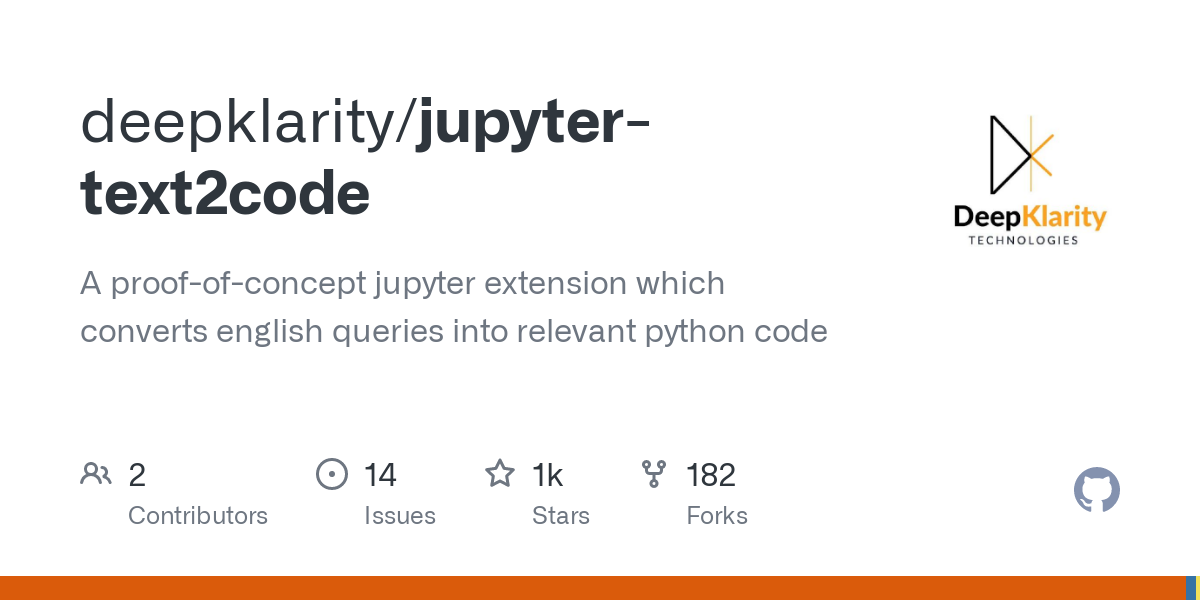 deepklarity/jupyter-
text2code
DeepKlarity
TECHNOLOGIES
A proof-of-concept jupyter extension which
converts english queries into relevant python code
2
Contributors
14
Issues
1k
Stars
182
Forks